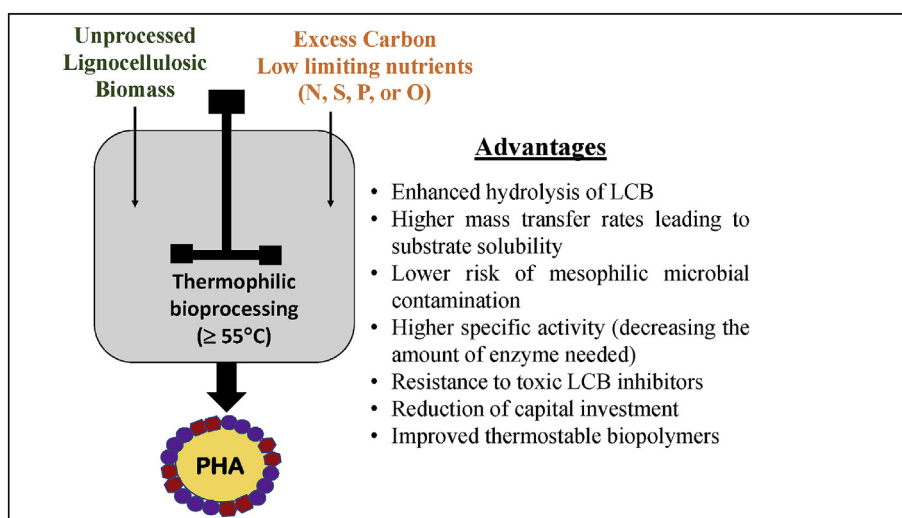 Unprocessed
Lignocellulosic
Biomass
Excess Carbon
Low limiting nutrients
(N, S, P, or O)
Thermophilic
bioprocessing
(≥ 55°C)
PHA
Advantages
• Enhanced hydrolysis of LCB
• Higher mass transfer rates leading to
substrate solubility
• Lower risk of mesophilic microbial
contamination
• Higher specific activity (decreasing the
amount of enzyme needed)
• Resistance to toxic LCB inhibitors
• Reduction of capital investment
• Improved thermostable biopolymers